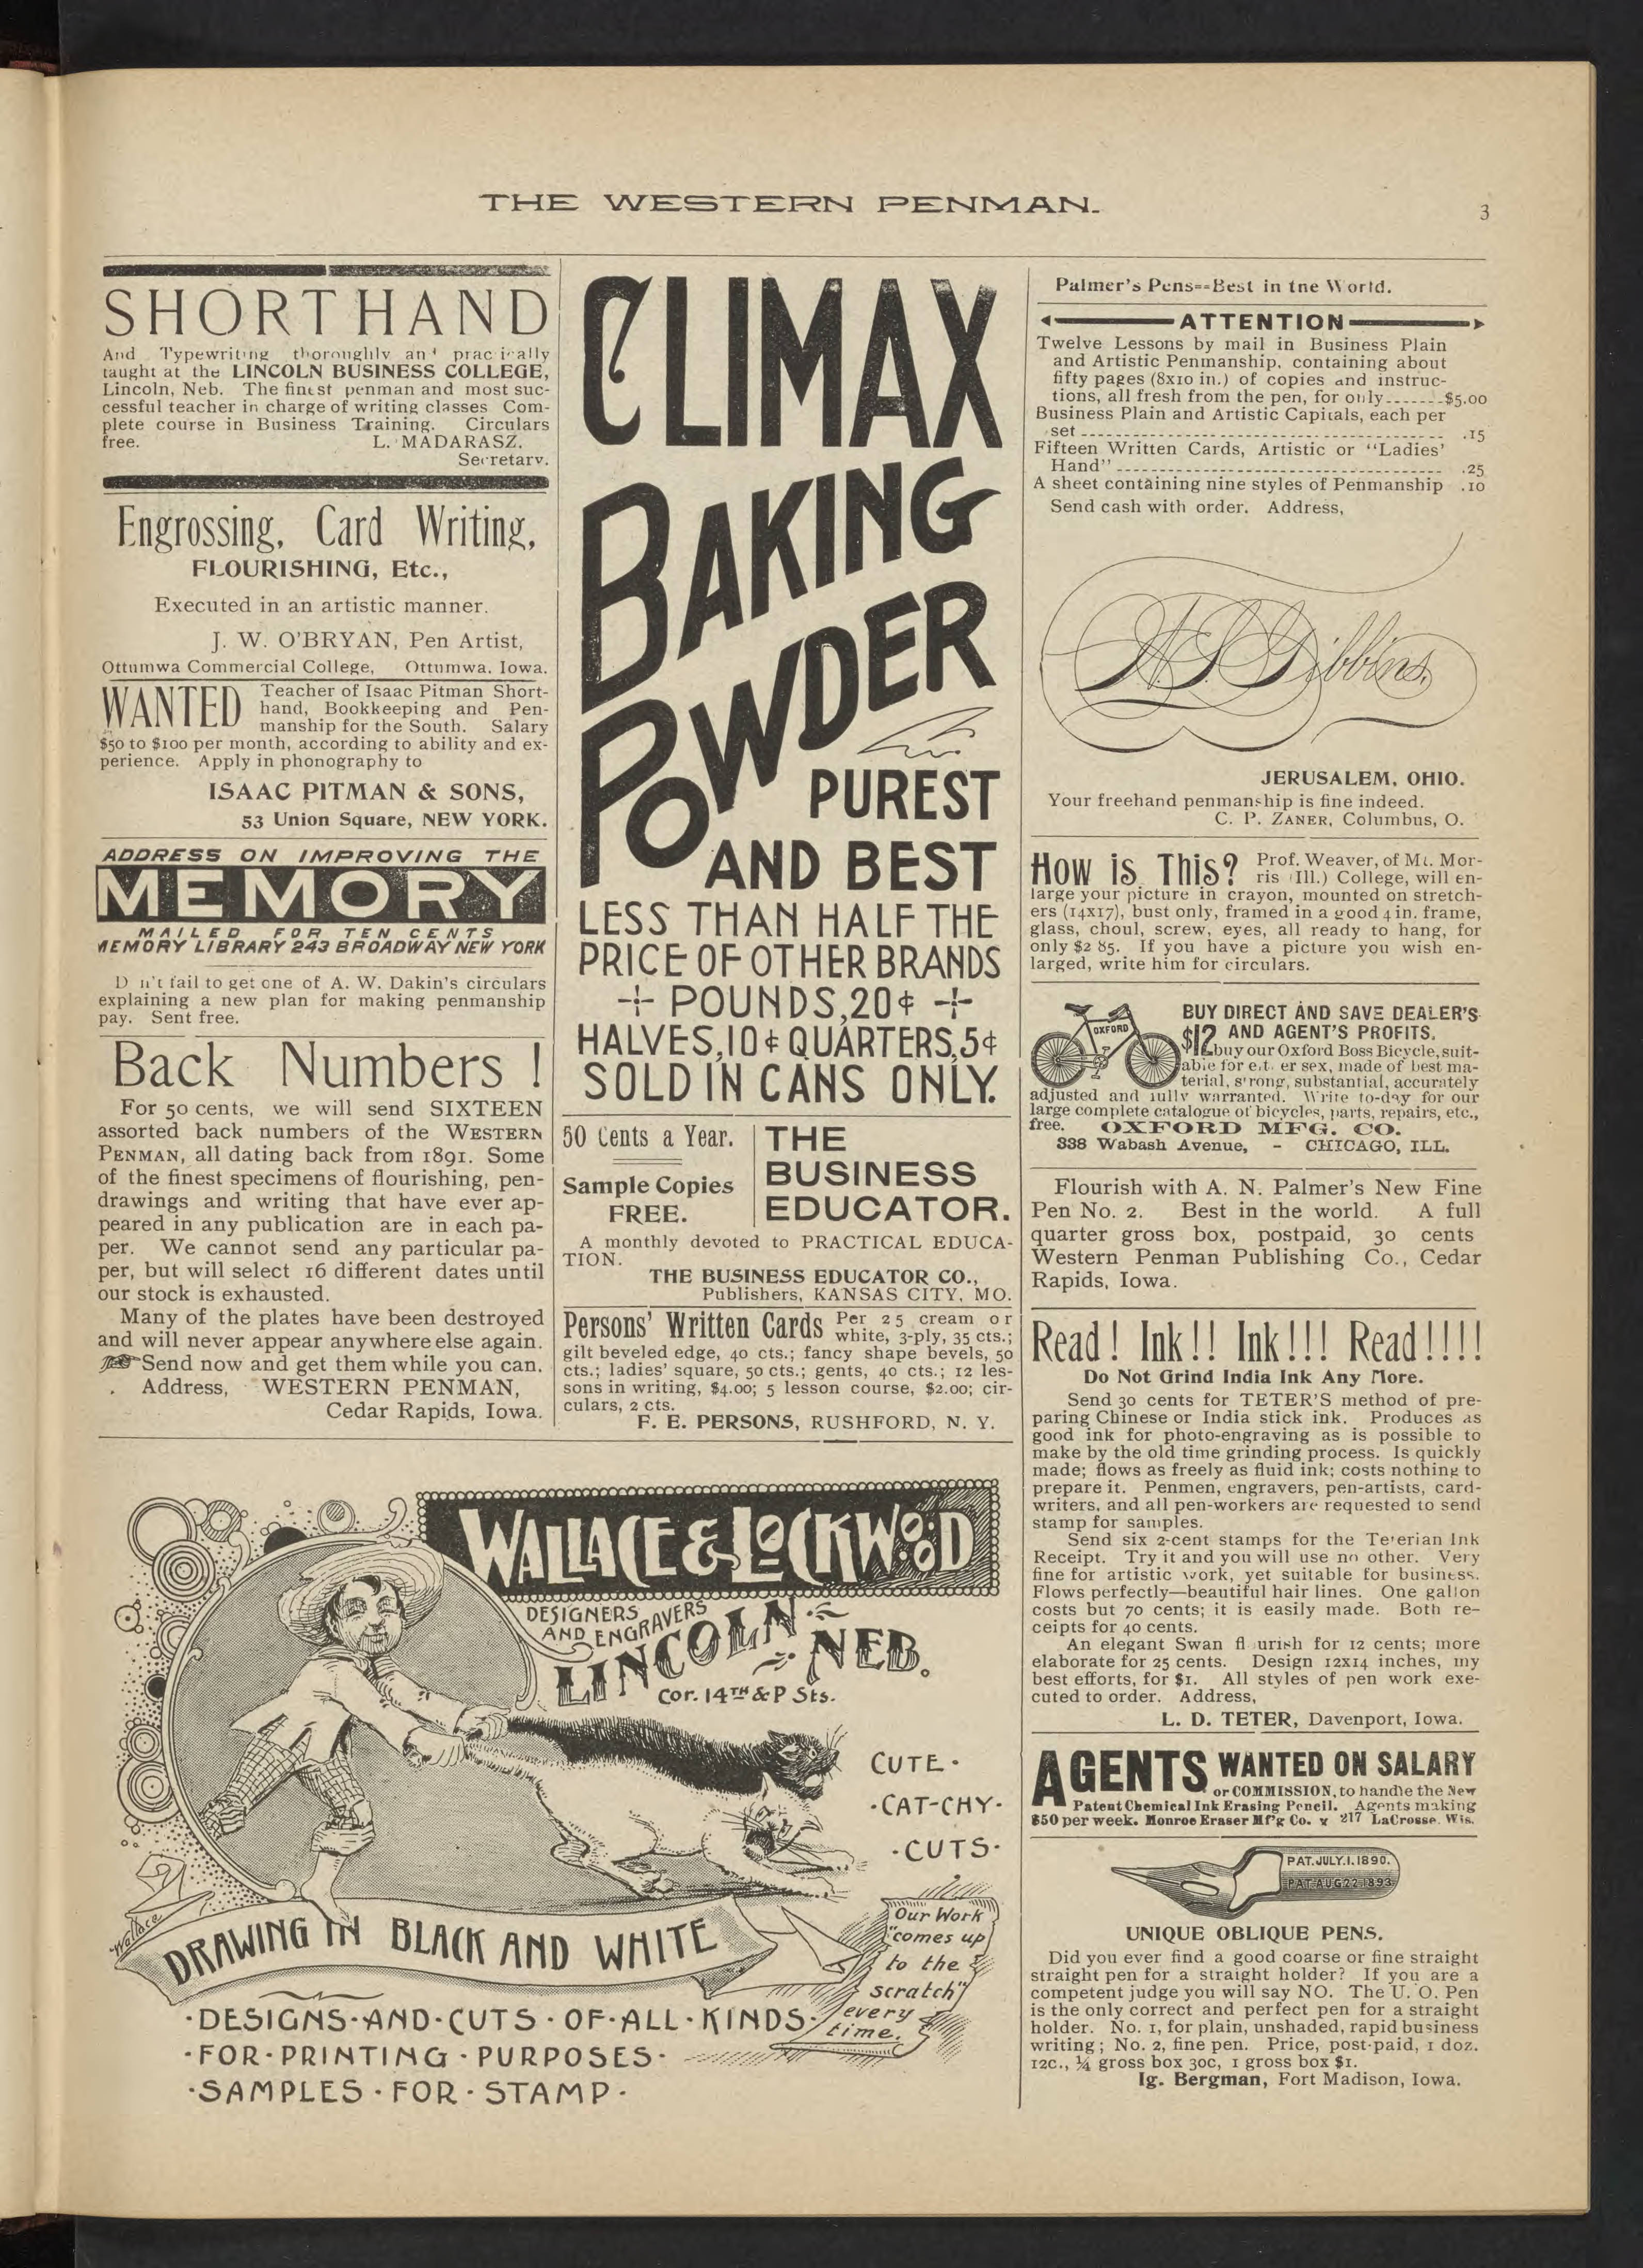 THE WESTERN PENMAN.
3
SHORTHAND
And Typewriting thoroughly an' prac ically
taught at the LINCOLN BUSINESS COLLEGE,
Lincoln, Neb. The finest penman and most suc-
cessful teacher in charge of writing classes Com-
plete course in Business Training. Circulars
free. L. MADARASZ.
Secretary.
Engrossing, Card Writing,
FLOURISHING, Etc.,
Executed in an artistic manner.
J. W. O'BRYAN, Pen Artist,
Ottumwa Commercial College, Ottumwa. Iowa.
WANTED Teacher of Isaac Pitman Short-
hand, Bookkeeping and Pen-
manship for the South. Salary
$50 to $100 per month, according to ability and ex-
perience. Apply in phonography to
ISAAC PITMAN & SONS,
53 Union Square, NEW YORK.
ADDRESS ON IMPROVING THE
MEMORY
MAILED FOR TEN CENTS
MEMORY LIBRARY 243 BROADWAY NEW YORK
D n't fail to get one of A. W. Dakin's circulars
explaining a new plan for making penmanship
pay. Sent free.
Back Numbers !
For 50 cents, we will send SIXTEEN
assorted back numbers of the WESTERN
PENMAN, all dating back from 1891. Some
of the finest specimens of flourishing, pen-
drawings and writing that have ever ap-
peared in any publication are in each pa-
per. We cannot send any particular pa-
per, but will select 16 different dates until
our stock is exhausted.
Many of the plates have been destroyed
and will never appear anywhere else again.
Send now and get them while you can.
Address, WESTERN PENMAN,
Cedar Rapids, Iowa.
CLIMAX
BAKING
POWDER
PUREST
AND BEST
LESS THAN HALF THE
PRICE OF OTHER BRANDS
POUNDS, 20¢
HALVES, 10¢ QUARTERS, 5¢
SOLD IN CANS ONLY.
50 Cents a Year.
Sample Copies
FREE.
THE
BUSINESS
EDUCATOR.
A monthly devoted to PRACTICAL EDUCA-
TION.
THE BUSINESS EDUCATOR CO.,
Publishers, KANSAS CITY, MO.
Persons' Written Cards Per 25 cream or
white, 3-ply, 35 cts.;
gilt beveled edge, 40 cts.; fancy shape bevels, 50
cts.; ladies' square, 50 cts.; gents, 40 cts.; 12 les-
sons in writing, $4.00; 5 lesson course, $2.00; cir-
culars, 2 cts.
F. E. PERSONS, RUSHFORD, N. Y.
WALLACE & LOCKWOOD
DESIGNERS
AND ENGRAVERS
LINCOLN NEB.
Cor. 14TH & P Sts.
CUTE ·
· CAT-CHY ·
· CUTS ·
Wallace
DRAWING IN BLACK AND WHITE
Our Work
"comes up
to the
scratch"
every
time.
· DESIGNS · AND · CUTS · OF · ALL · KINDS ·
· FOR · PRINTING · PURPOSES ·
· SAMPLES · FOR · STAMP ·
Palmer's Pens==Best in tne World.
ATTENTION
Twelve Lessons by mail in Business Plain
and Artistic Penmanship, containing about
fifty pages (8x10 in.) of copies and instruc-
tions, all fresh from the pen, for only $5.00
Business Plain and Artistic Capitals, each per
set .15
Fifteen Written Cards, Artistic or "Ladies'
Hand" .25
A sheet containing nine styles of Penmanship .10
Send cash with order. Address,
JERUSALEM, OHIO.
Your freehand penmanship is fine indeed.
C. P. ZANER, Columbus, O.
How is This? Prof. Weaver, of Mt. Mor-
ris (Ill.) College, will en-
large your picture in crayon, mounted on stretch-
ers (14x17), bust only, framed in a good 4 in. frame,
glass, choul, screw, eyes, all ready to hang, for
only $2 85. If you have a picture you wish en-
larged, write him for circulars.
OXFORD
BUY DIRECT AND SAVE DEALER'S
AND AGENT'S PROFITS.
$12 buy our Oxford Boss Bicycle, suit-
able for eit er sex, made of best ma-
terial, strong, substantial, accurately
adjusted and fully warranted. Write to-day for our
large complete catalogue of bicycles, parts, repairs, etc.,
free. OXFORD MFG. CO.
338 Wabash Avenue, - CHICAGO, ILL.
Flourish with A. N. Palmer's New Fine
Pen No. 2. Best in the world. A full
quarter gross box, postpaid, 30 cents
Western Penman Publishing Co., Cedar
Rapids, Iowa.
Read! Ink!! Ink!!! Read!!!!
Do Not Grind India Ink Any More.
Send 30 cents for TETER'S method of pre-
paring Chinese or India stick ink. Produces as
good ink for photo-engraving as is possible to
make by the old time grinding process. Is quickly
made; flows as freely as fluid ink; costs nothing to
prepare it. Penmen, engravers, pen-artists, card-
writers, and all pen-workers are requested to send
stamp for samples.
Send six 2-cent stamps for the Teterian Ink
Receipt. Try it and you will use no other. Very
fine for artistic work, yet suitable for business.
Flows perfectly—beautiful hair lines. One gallon
costs but 70 cents; it is easily made. Both re-
ceipts for 40 cents.
An elegant Swan fl urish for 12 cents; more
elaborate for 25 cents. Design 12x14 inches, my
best efforts, for $1. All styles of pen work exe-
cuted to order. Address,
L. D. TETER, Davenport, Iowa.
AGENTS WANTED ON SALARY
or COMMISSION, to handle the New
Patent Chemical Ink Erasing Pencil. Agents making
$50 per week. Monroe Eraser Mf'g Co. x 217 LaCrosse. Wis.
PAT. JULY.1.1890.
PAT AUG 22 1893
UNIQUE OBLIQUE PENS.
Did you ever find a good coarse or fine straight
straight pen for a straight holder? If you are a
competent judge you will say NO. The U. O. Pen
is the only correct and perfect pen for a straight
holder. No. 1, for plain, unshaded, rapid business
writing; No. 2, fine pen. Price, post-paid, 1 doz.
12c., ¼ gross box 30c, 1 gross box $1.
Ig. Bergman, Fort Madison, Iowa.